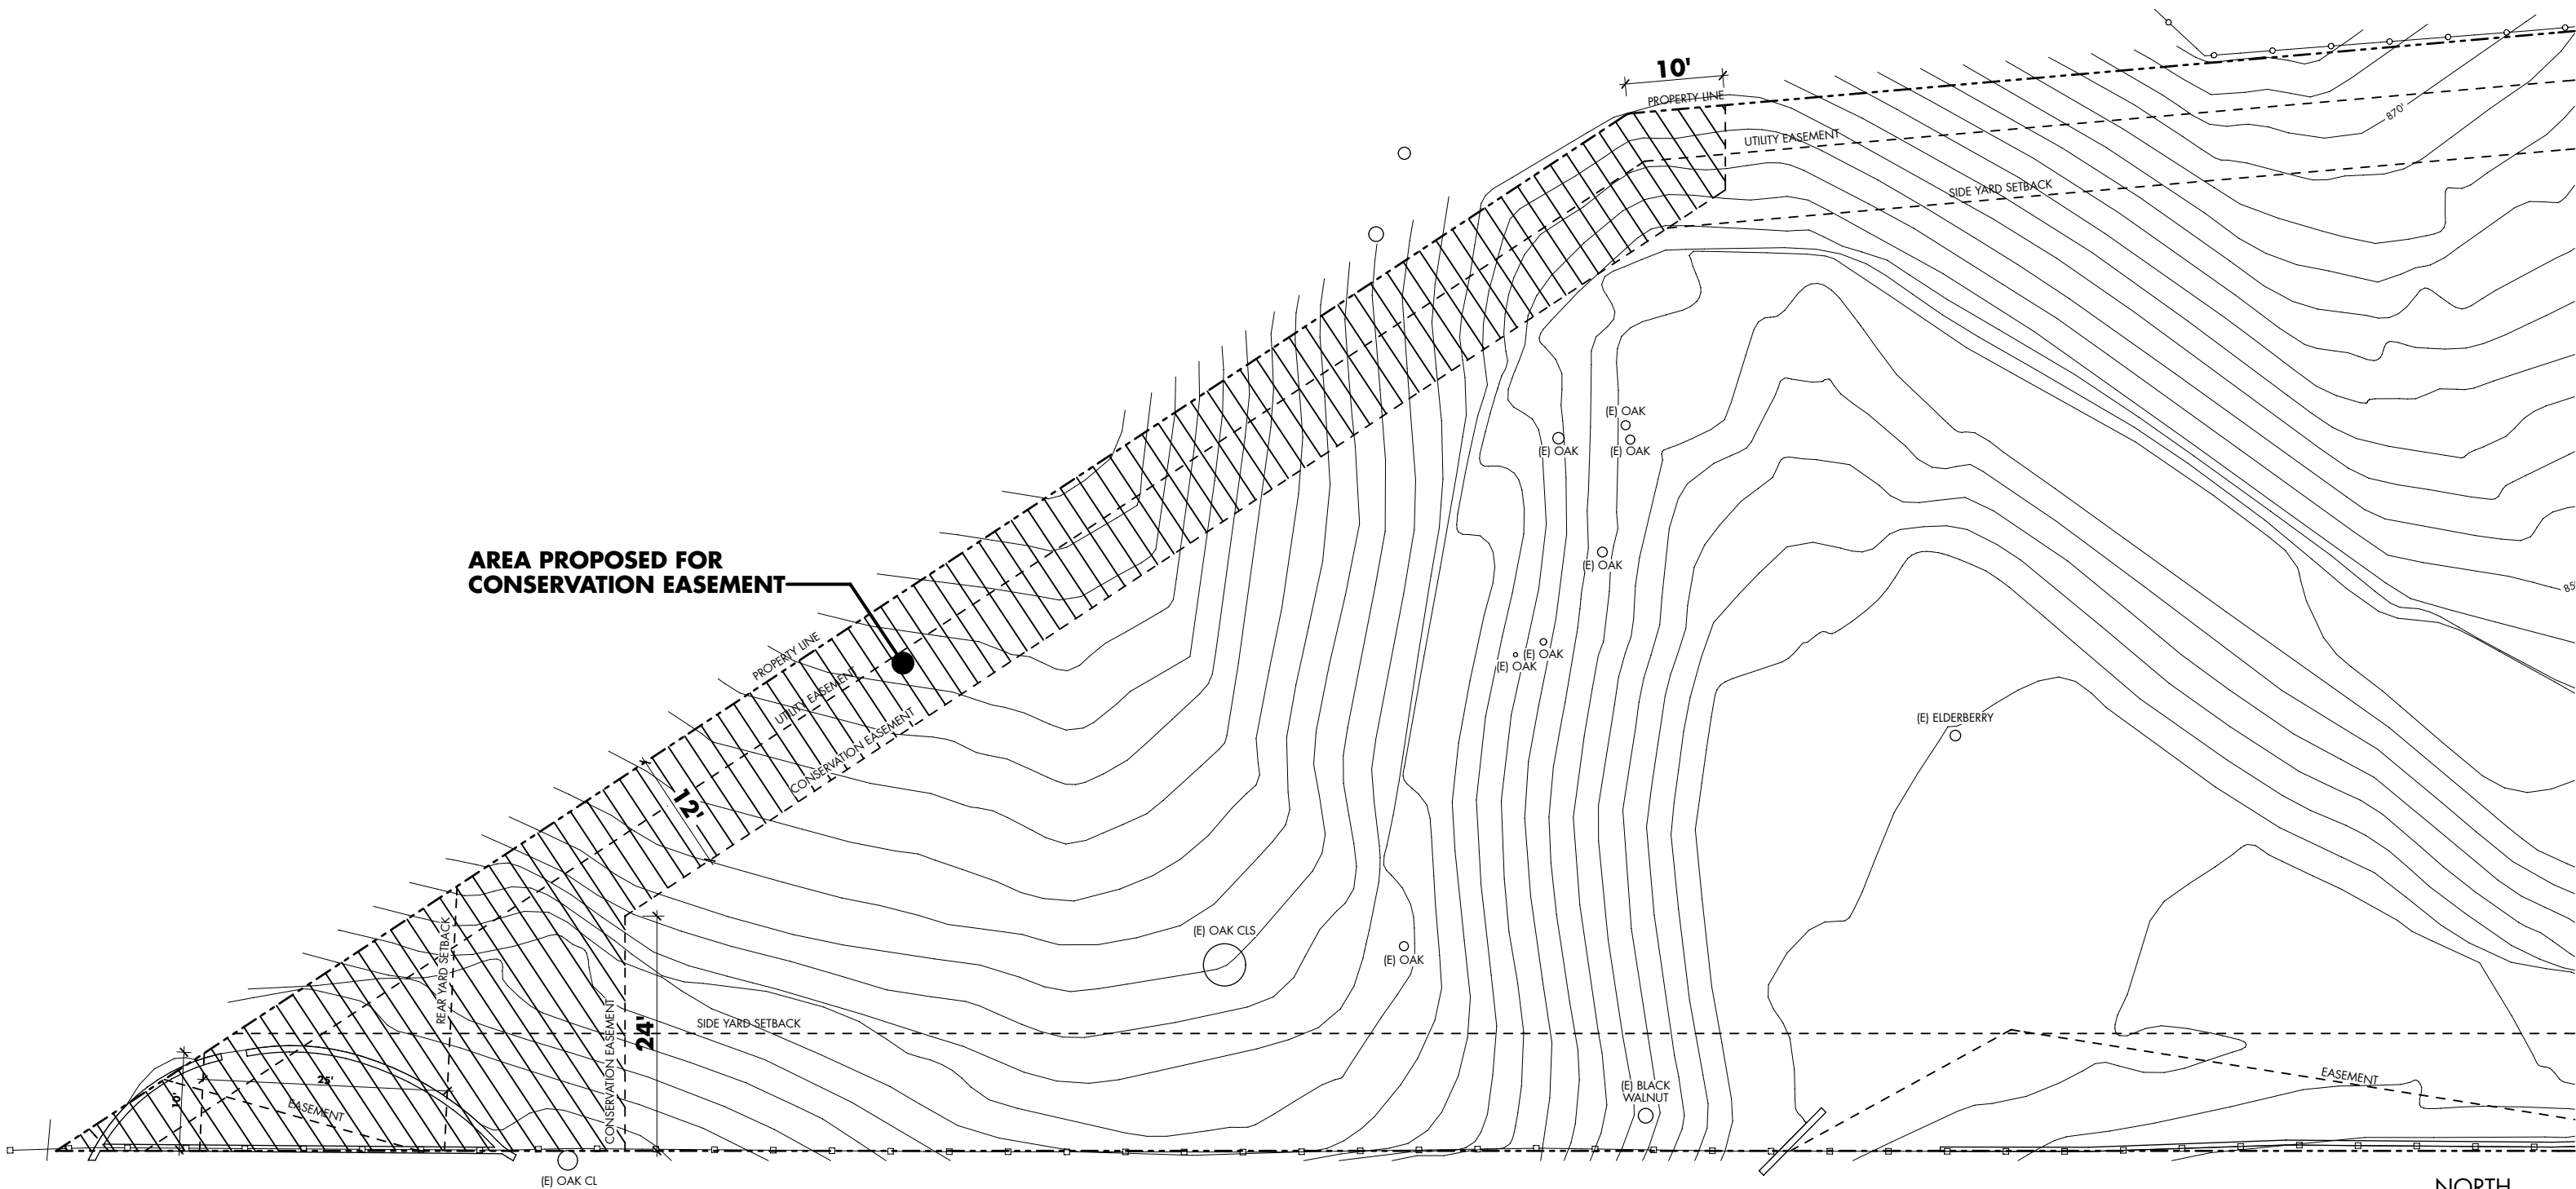 10'
PROPERTY LINE
870'
UTILITY EASEMENT
SIDE YARD SETBACK
(E) OAK
(E) OAK
(E) OAK
AREA PROPOSED FOR
CONSERVATION EASEMENT
(E) OAK
PROPERTY LINE
(E) OAK
(E) OAK
UTILITY EASEMENT
CONSERVATION EASEMENT
(E) ELDERBERRY
12'
REAR YARD SETBACK
(E) OAK CLS
(E) OAK
24'
SIDE YARD SETBACK
CONSERVATION EASEMENT
25'
10'
EASEMENT
(E) BLACK
WALNUT
EASEMENT
(E) OAK CL
NORTH